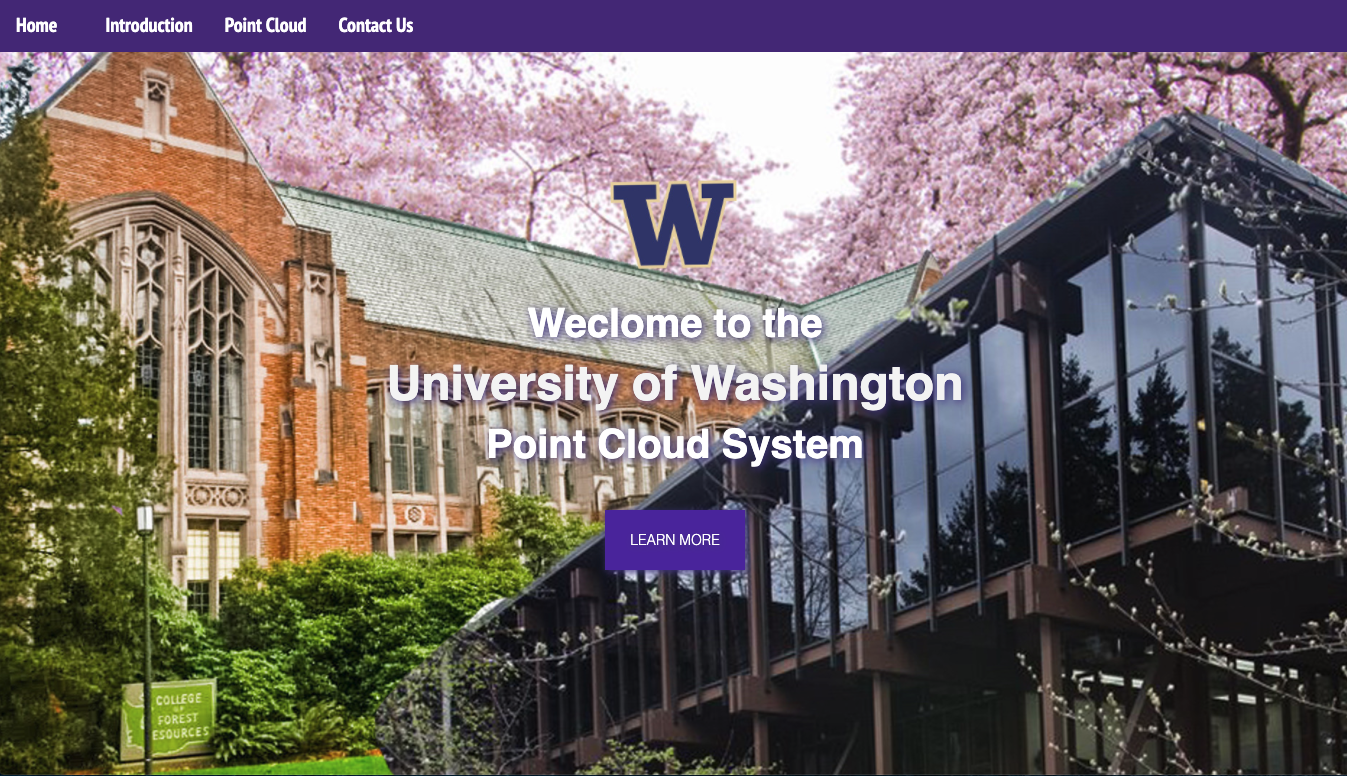 Home Introduction Point Cloud Contact Us
W
Weclome to the
University of Washington
Point Cloud System
LEARN MORE
COLLEGE
OF
FOREST
RESOURCES